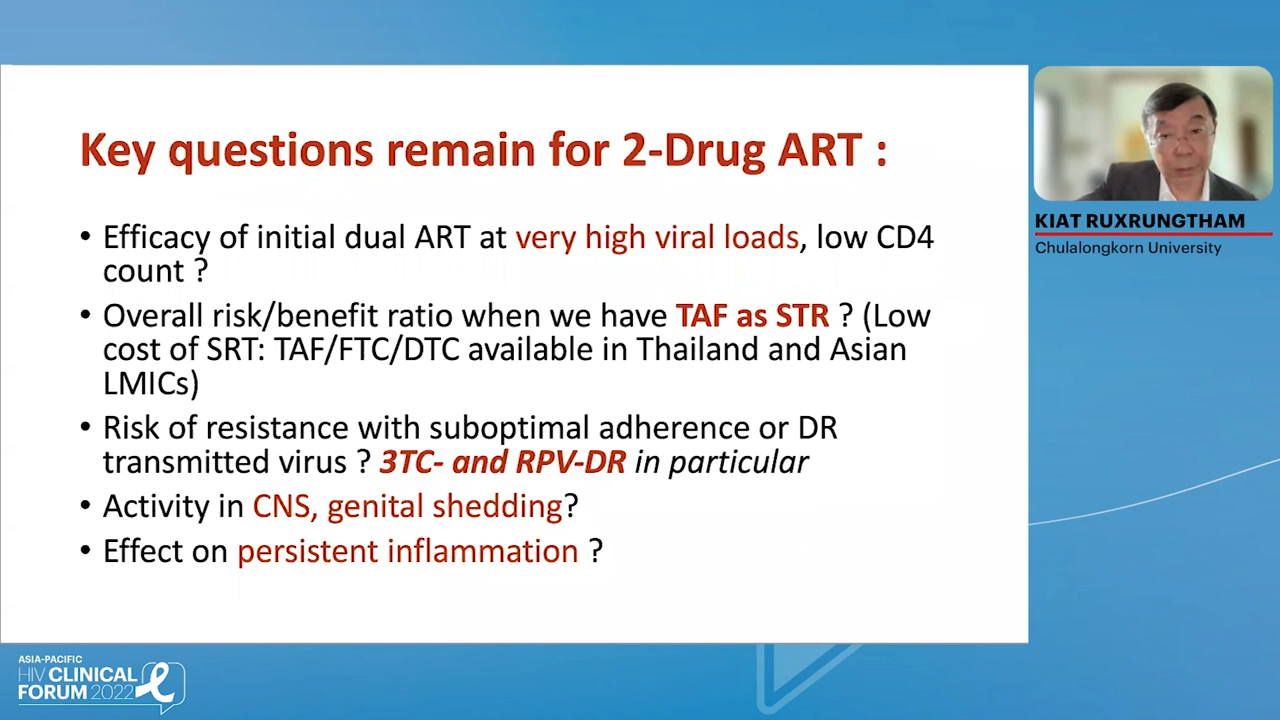 Key questions remain for 2-Drug ART :
• Efficacy of initial dual ART at very high viral loads, low CD4
count ?
• Overall risk/benefit ratio when we have TAF as STR ? (Low
cost of SRT: TAF/FTC/DTC available in Thailand and Asian
LMICs)
• Risk of resistance with suboptimal adherence or DR
transmitted virus ? 3TC- and RPV-DR in particular
• Activity in CNS, genital shedding?
• Effect on persistent inflammation ?
KIAT RUXRUNGTHAM
Chulalongkorn University
ASIA-PACIFIC
HIV CLINICAL
FORUM 2022